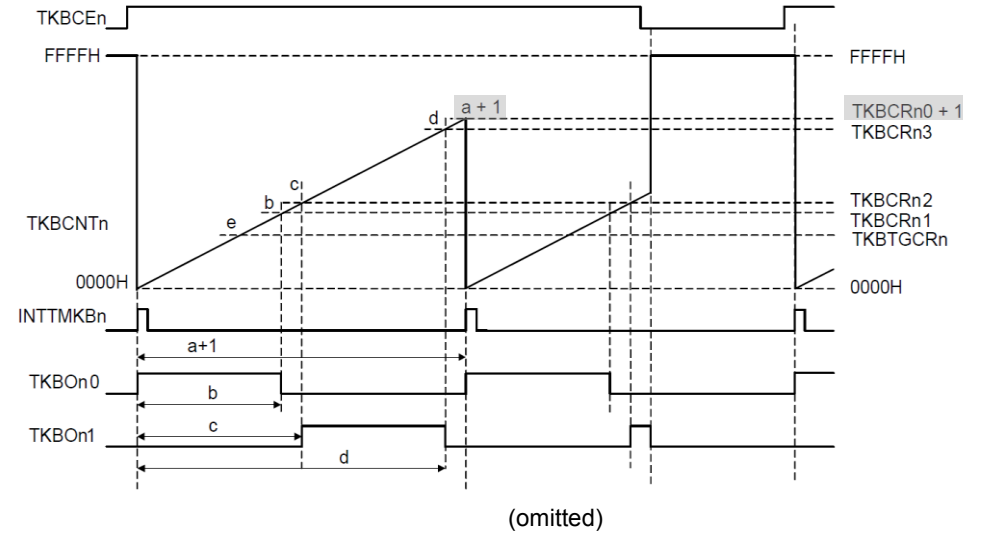 TKBCEn
FFFFH
FFFFH
a + 1
TKBCRn0 + 1
d
TKBCRn3
c
b
TKBCRn2
e
TKBCNTn
TKBCRn1
TKBTGCRn
0000H
0000H
INTTMKBn
a+1
TKBOn0
b
TKBOn1
c
d
(omitted)